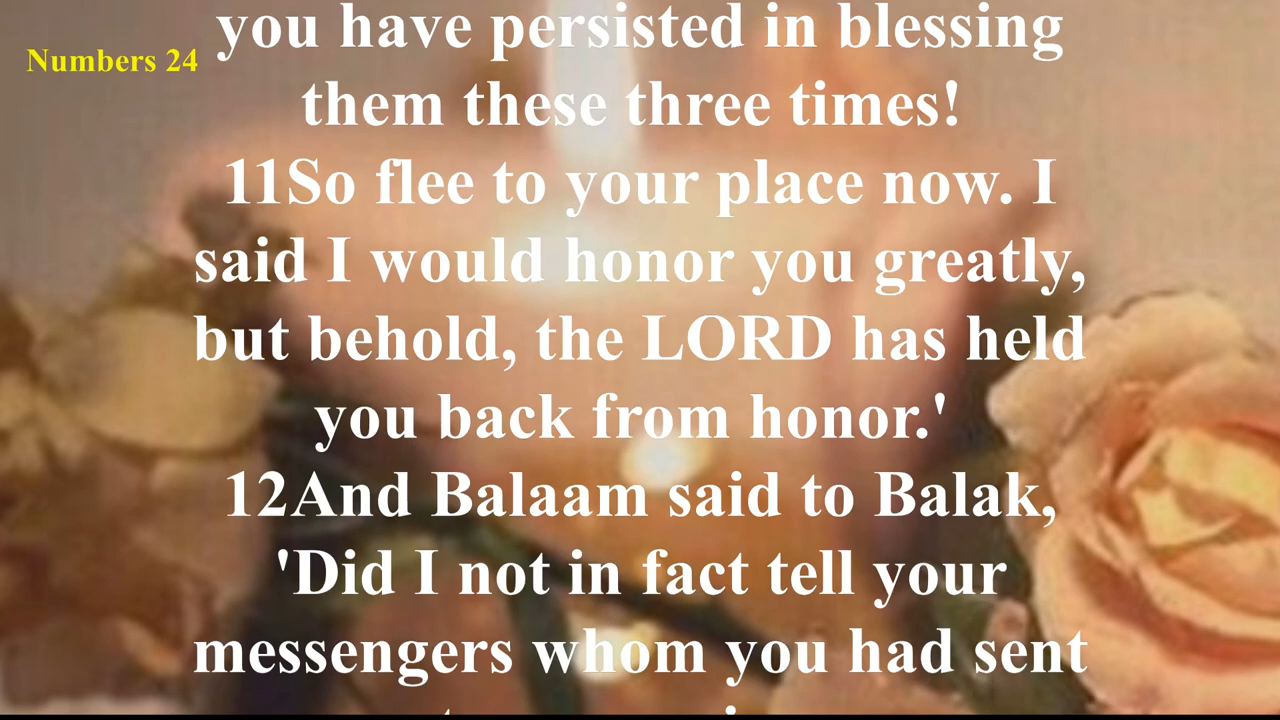 Numbers 24
you have persisted in blessing
them these three times!
11So flee to your place now. I
said I would honor you greatly,
but behold, the LORD has held
you back from honor.'
12And Balaam said to Balak,
'Did I not in fact tell your
messengers whom you had sent